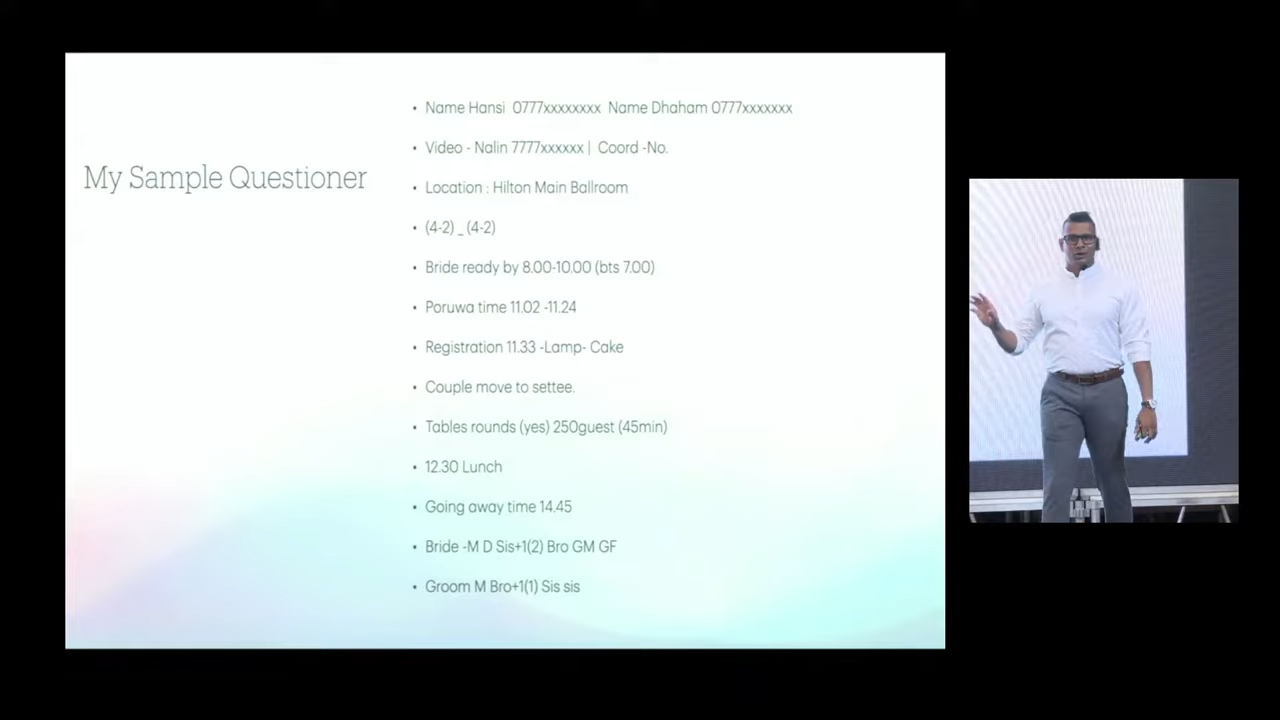 My Sample Questioner
• Name Hansi 0777xxxxxxxx Name Dhaham 0777xxxxxxx
• Video - Nalin 7777xxxxxx | Coord -No.
• Location : Hilton Main Ballroom
• (4-2) _ (4-2)
• Bride ready by 8.00-10.00 (bts 7.00)
• Poruwa time 11.02 -11.24
• Registration 11.33 -Lamp- Cake
• Couple move to settee.
• Tables rounds (yes) 250guest (45min)
• 12.30 Lunch
• Going away time 14.45
• Bride -M D Sis+1(2) Bro GM GF
• Groom M Bro+1(1) Sis sis